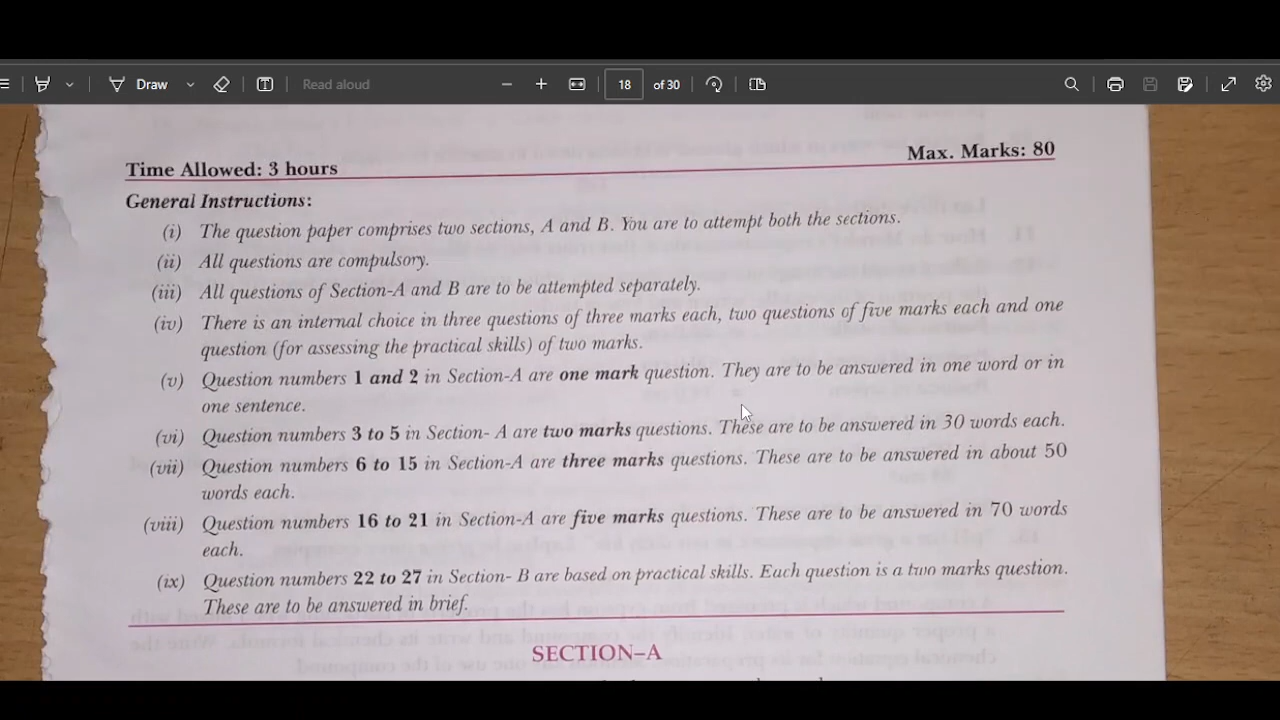 Draw
Read aloud
18 of 30
Time Allowed: 3 hours
Max. Marks: 80
General Instructions:
(i) The question paper comprises two sections, A and B. You are to attempt both the sections.
(ii) All questions are compulsory.
(iii) All questions of Section-A and B are to be attempted separately.
(iv) There is an internal choice in three questions of three marks each, two questions of five marks each and one
question (for assessing the practical skills) of two marks.
(v) Question numbers 1 and 2 in Section-A are one mark question. They are to be answered in one word or in
one sentence.
(vi) Question numbers 3 to 5 in Section- A are two marks questions. These are to be answered in 30 words each.
(vii) Question numbers 6 to 15 in Section-A are three marks questions. These are to be answered in about 50
words each.
(viii) Question numbers 16 to 21 in Section-A are five marks questions. These are to be answered in 70 words
each.
(ix) Question numbers 22 to 27 in Section- B are based on practical skills. Each question is a two marks question.
These are to be answered in brief.
SECTION–A